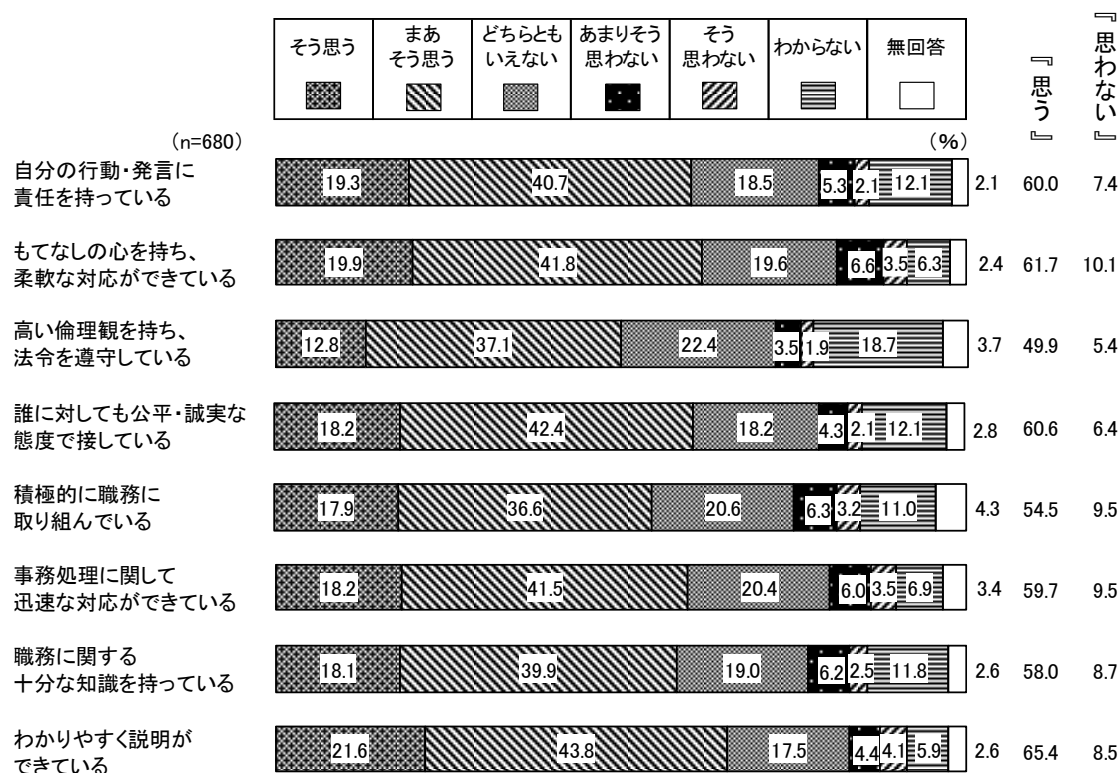 そう思う
まあ
そう思う
どちらとも
いえない
あまりそう
思わない
そう
思わない
わからない
無回答
『思う』
『思わない』
(n=680)
(%)
自分の行動・発言に
責任を持っている
19.3 40.7 18.5 5.3 2.1 12.1 2.1 60.0 7.4
もてなしの心を持ち、
柔軟な対応ができている
19.9 41.8 19.6 6.6 3.5 6.3 2.4 61.7 10.1
高い倫理観を持ち、
法令を遵守している
12.8 37.1 22.4 3.5 1.9 18.7 3.7 49.9 5.4
誰に対しても公平・誠実な
態度で接している
18.2 42.4 18.2 4.3 2.1 12.1 2.8 60.6 6.4
積極的に職務に
取り組んでいる
17.9 36.6 20.6 6.3 3.2 11.0 4.3 54.5 9.5
事務処理に関して
迅速な対応ができている
18.2 41.5 20.4 6.0 3.5 6.9 3.4 59.7 9.5
職務に関する
十分な知識を持っている
18.1 39.9 19.0 6.2 2.5 11.8 2.6 58.0 8.7
わかりやすく説明が
できている
21.6 43.8 17.5 4.4 4.1 5.9 2.6 65.4 8.5